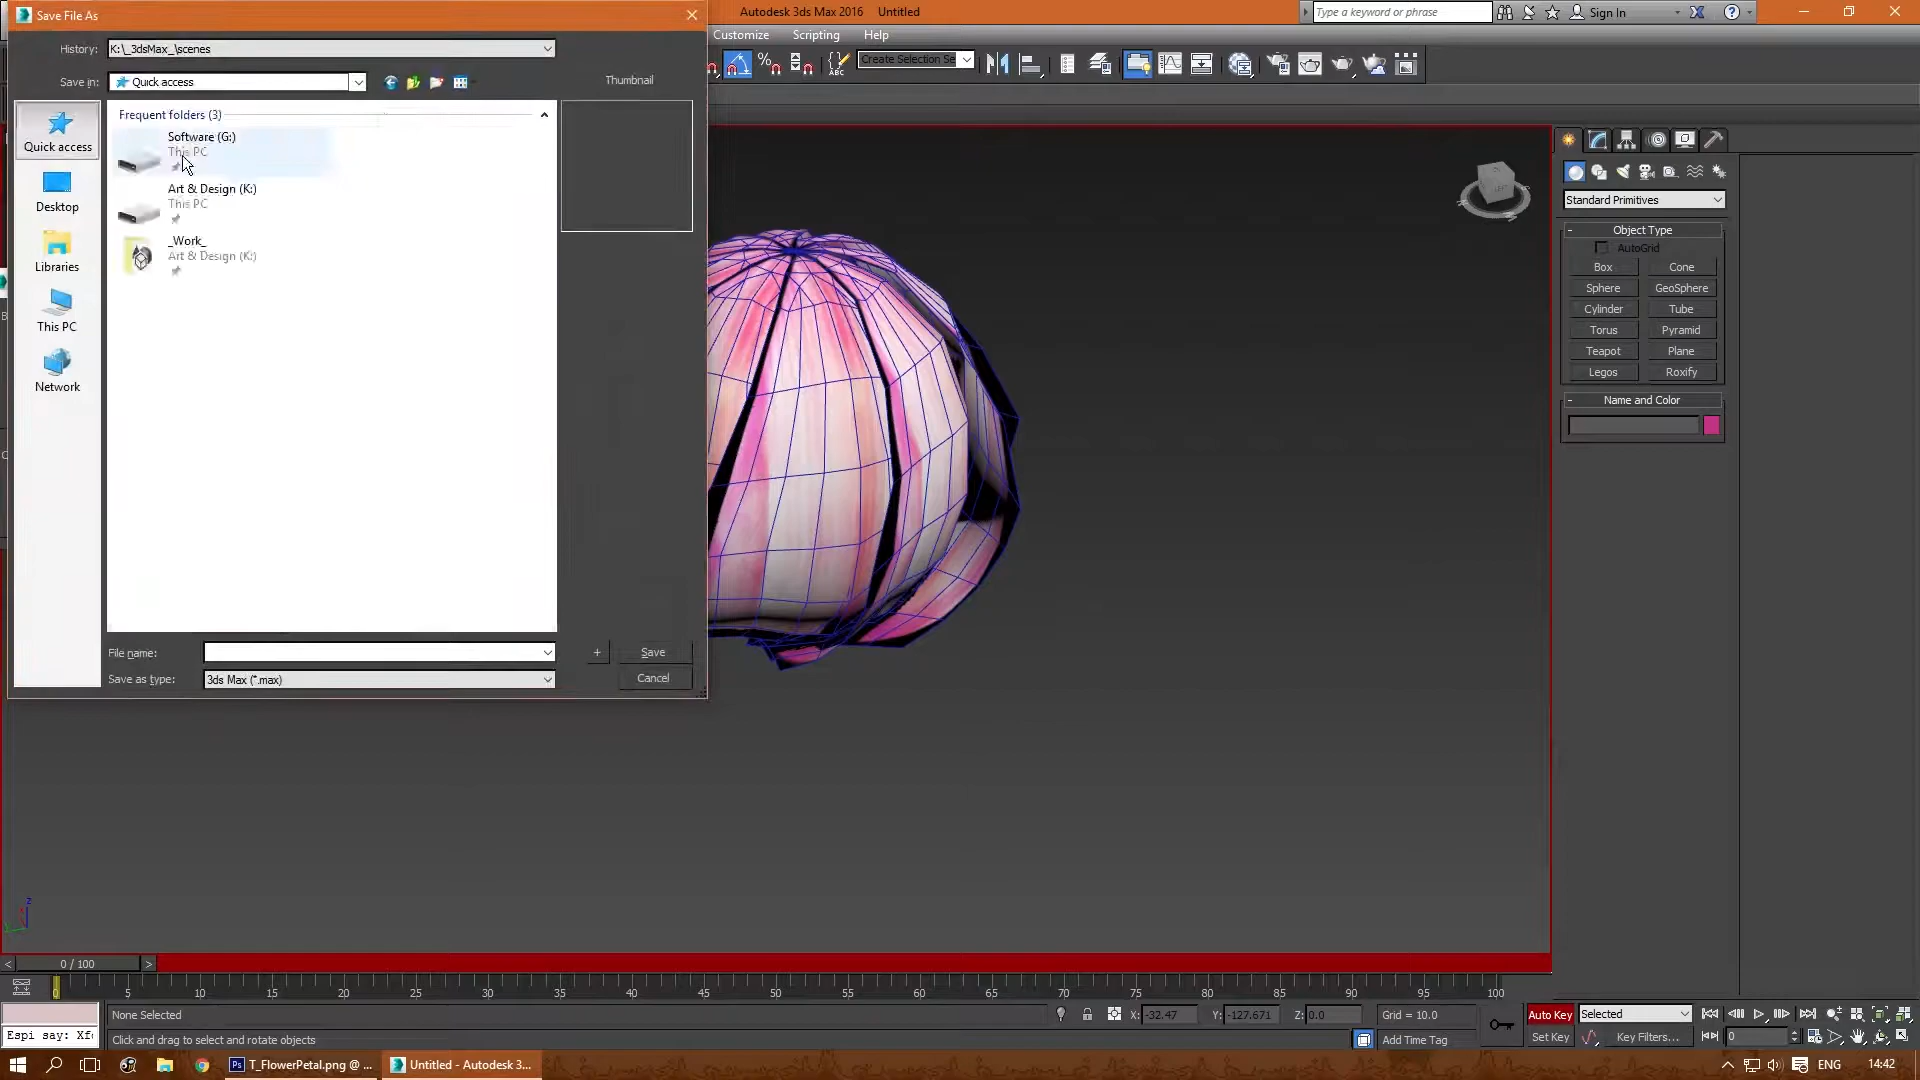 Save File As
Autodesk 3ds Max 2016 Untitled
Type a keyword or phrase
Sign In
History: K:\_3dsMax_\scenes
Customize Scripting Help
Save in: Quick access
Thumbnail
Create Selection Se
ABC
Quick access
Desktop
Libraries
This PC
Network
Frequent folders (3)
Software (G:)
This PC
Art & Design (K:)
This PC
_Work_
Art & Design (K:)
File name:
+ Save
Save as type: 3ds Max (*.max)
Cancel
Standard Primitives
- Object Type
AutoGrid
Box Cone
Sphere GeoSphere
Cylinder Tube
Torus Pyramid
Teapot Plane
Legos Roxify
- Name and Color
LEFT
z
< 0 / 100 >
0 5 10 15 20 25 30 35 40 45 50 55 60 65 70 75 80 85 90 95 100
None Selected
X: -32.47 Y: -127.671 Z: 0.0 Grid = 10.0
Auto Key Selected
Espi say: Xf
Click and drag to select and rotate objects
Add Time Tag
Set Key Key Filters... 0
T_FlowerPetal.png @ ...
Untitled - Autodesk 3...
ENG 14:42